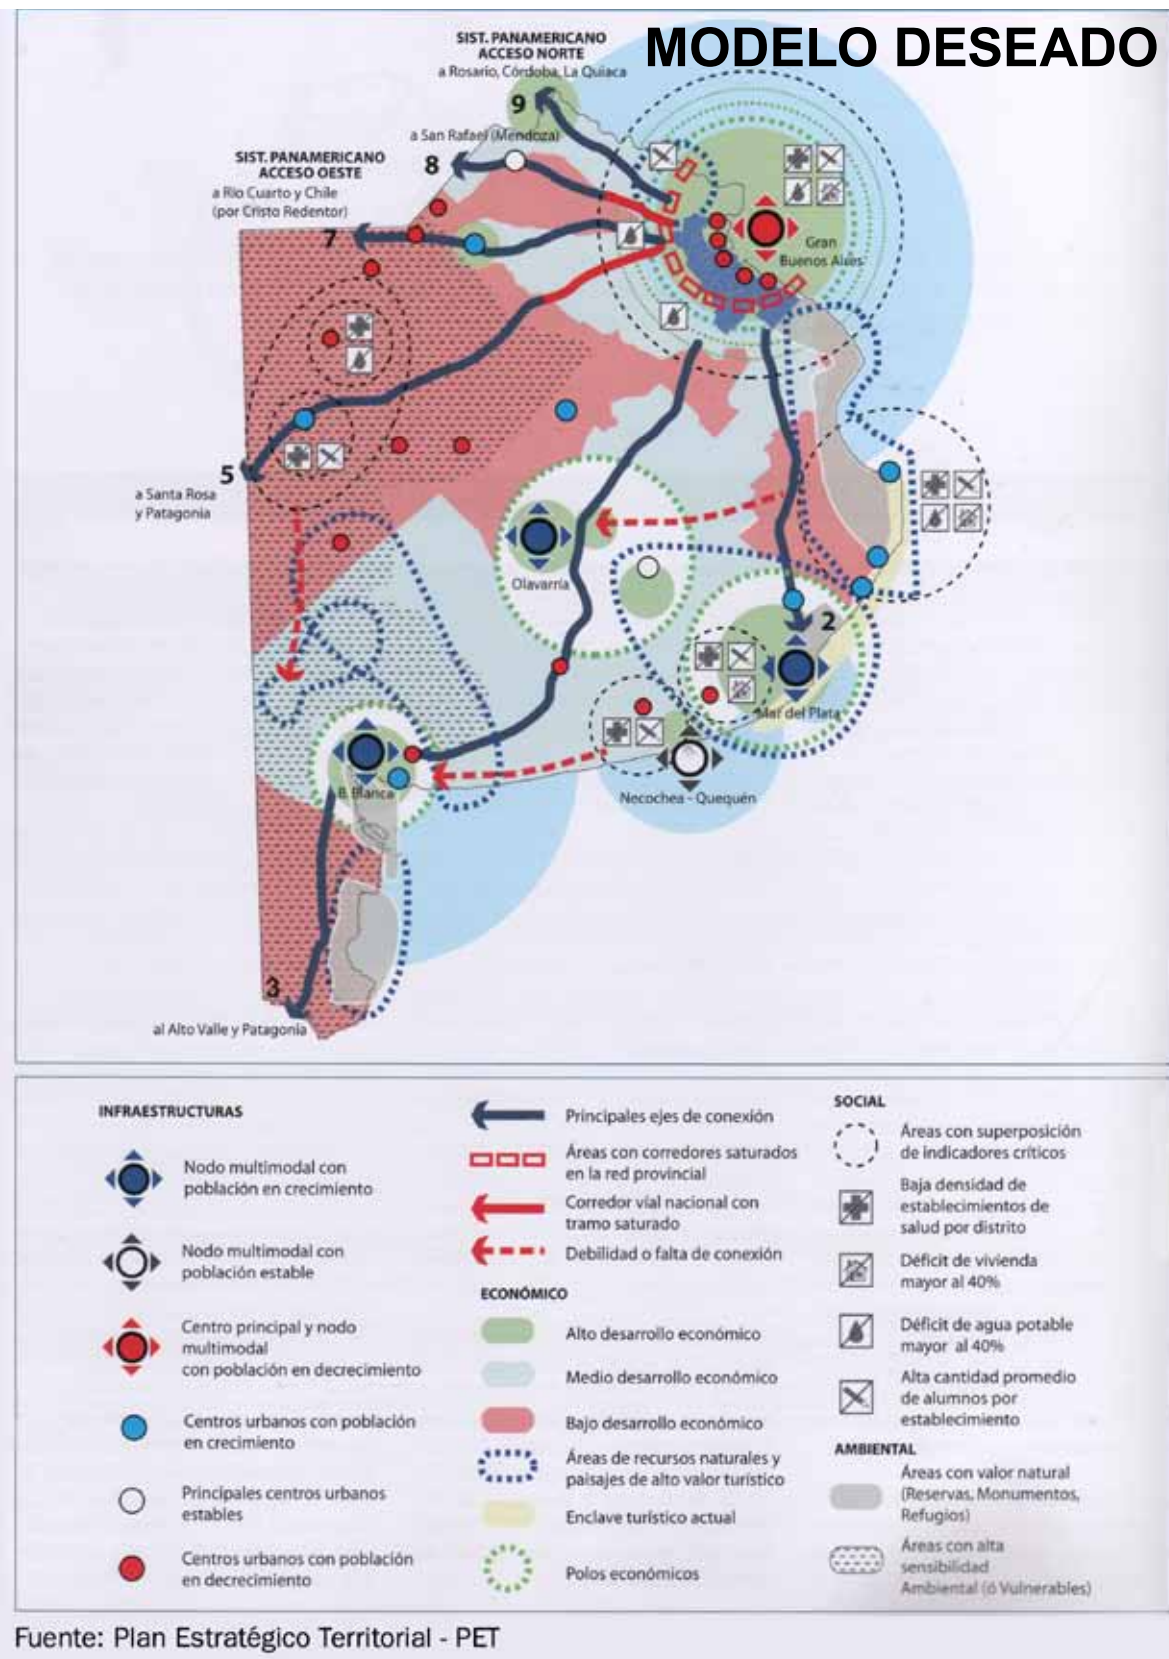 MODELO DESEADO
SIST. PANAMERICANO
ACCESO NORTE
a Rosario, Córdoba, La Quiaca
9
a San Rafael (Mendoza)
8
SIST. PANAMERICANO
ACCESO OESTE
a Río Cuarto y Chile
(por Cristo Redentor)
7
Gran
Buenos Aires
5
a Santa Rosa
y Patagonia
Olavarría
2
Mar del Plata
B. Blanca
Necochea - Quequén
3
al Alto Valle y Patagonia
INFRAESTRUCTURAS
Nodo multimodal con
población en crecimiento
Nodo multimodal con
población estable
Centro principal y nodo
multimodal
con población en decrecimiento
Centros urbanos con población
en crecimiento
Principales centros urbanos
estables
Centros urbanos con población
en decrecimiento
Principales ejes de conexión
Áreas con corredores saturados
en la red provincial
Corredor vial nacional con
tramo saturado
Debilidad o falta de conexión
ECONÓMICO
Alto desarrollo económico
Medio desarrollo económico
Bajo desarrollo económico
Áreas de recursos naturales y
paisajes de alto valor turístico
Enclave turístico actual
Polos económicos
SOCIAL
Áreas con superposición
de indicadores críticos
Baja densidad de
establecimientos de
salud por distrito
Déficit de vivienda
mayor al 40%
Déficit de agua potable
mayor al 40%
Alta cantidad promedio
de alumnos por
establecimiento
AMBIENTAL
Áreas con valor natural
(Reservas, Monumentos,
Refugios)
Áreas con alta
sensibilidad
Ambiental (ó Vulnerables)
Fuente: Plan Estratégico Territorial - PET